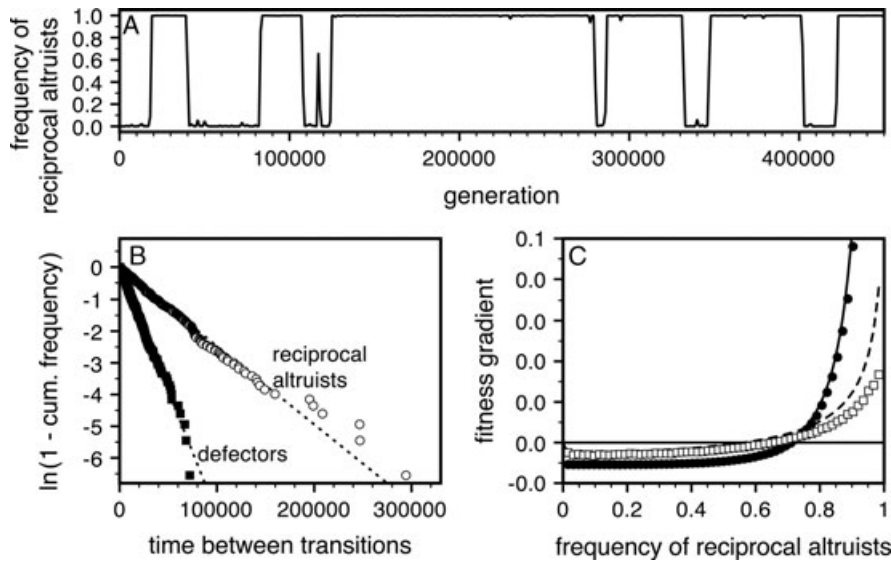 A
frequency of
reciprocal altruists
1.0
0.8
0.6
0.4
0.2
0.0
0
100000
200000
300000
400000
generation
B
ln (1 - cum. frequency)
0
-1
-2
-3
-4
-5
-6
reciprocal
altruists
defectors
0
100000
200000
300000
time between transitions
C
fitness gradient
0.1
0.0
0.0
0.0
0.0
0.0
-0.0
0
0.2
0.4
0.6
0.8
1
frequency of reciprocal altruists